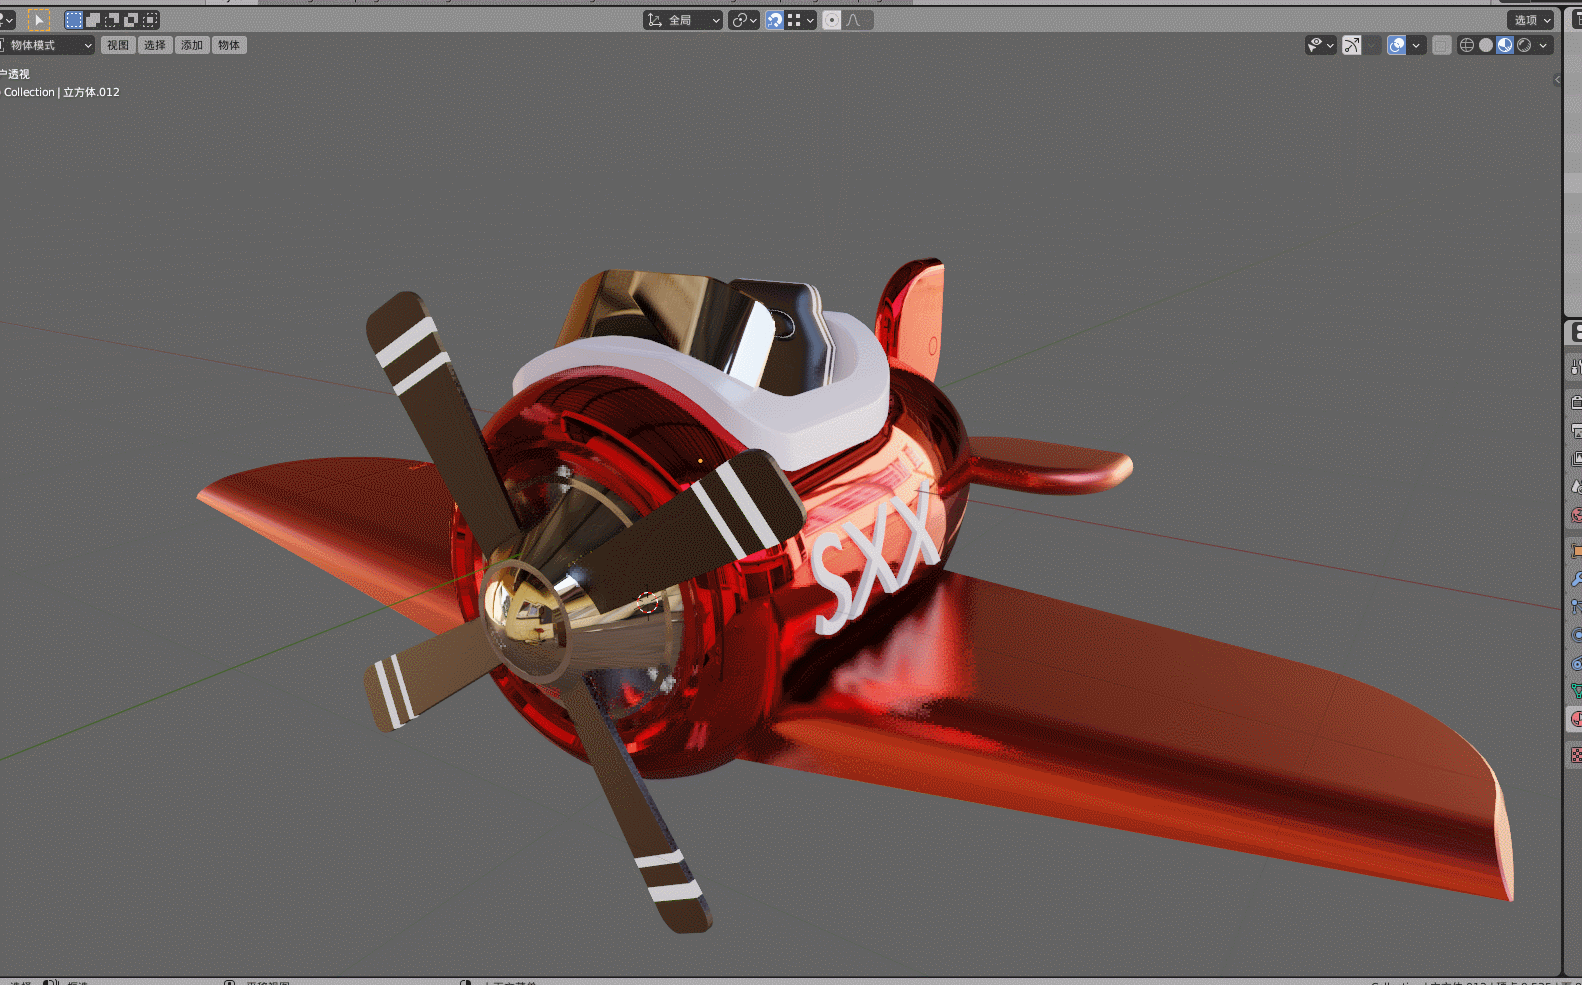 全局
选项
物体模式
视图
选择
添加
物体
户透视
Collection | 立方体.012
SXX